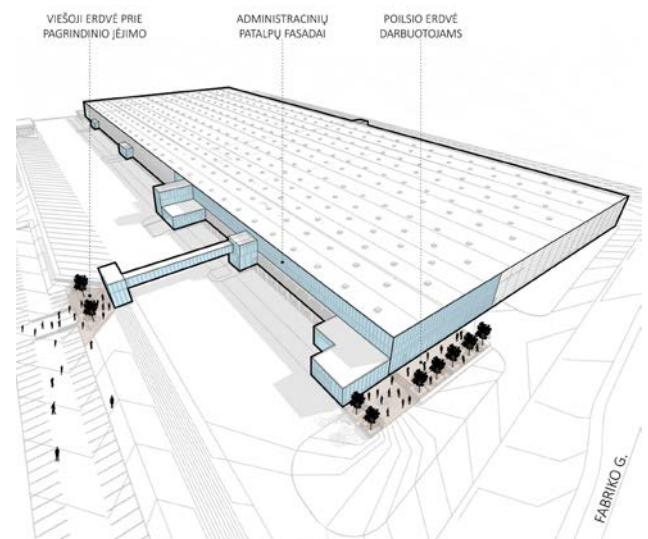 VIEŠOJI ERDVĖ PRIE
PAGRINDINIO ĮĖJIMO
ADMINISTRACINIŲ
PATALPŲ FASADAI
POILSIO ERDVĖ
DARBUOTOJAMS
FABRIKO G.